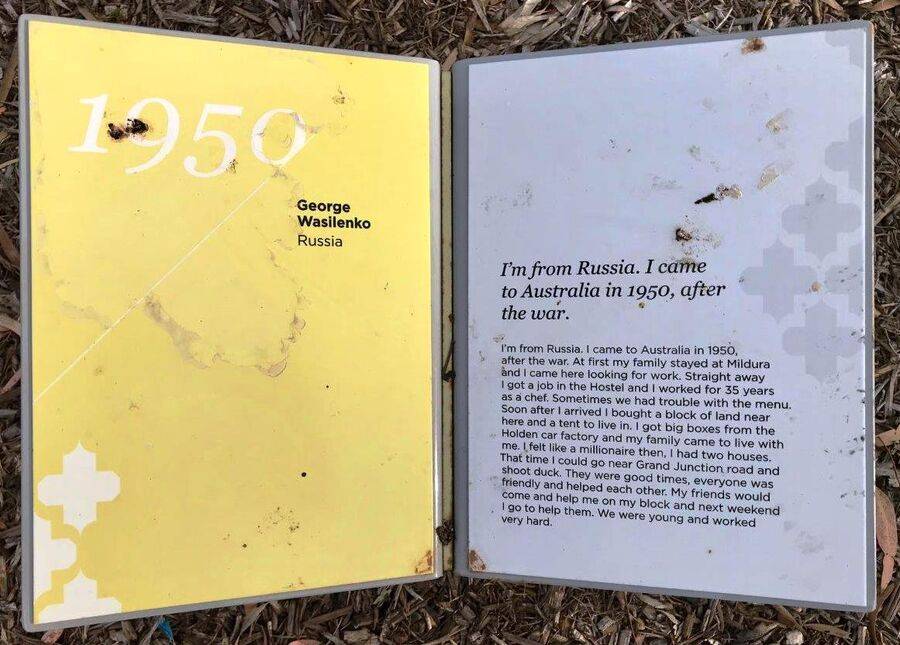 1950
George
Wasilenko
Russia
I'm from Russia. I came
to Australia in 1950, after
the war.
I'm from Russia. I came to Australia in 1950,
after the war. At first my family stayed at Mildura
and I came here looking for work. Straight away
I got a job in the Hostel and I worked for 35 years
as a chef. Sometimes we had trouble with the menu.
Soon after I arrived I bought a block of land near
here and a tent to live in. I got big boxes from the
Holden car factory and my family came to live with
me. I felt like a millionaire then, I had two houses.
That time I could go near Grand Junction road and
shoot duck. They were good times, everyone was
friendly and helped each other. My friends would
come and help me on my block and next weekend
I go to help them. We were young and worked
very hard.